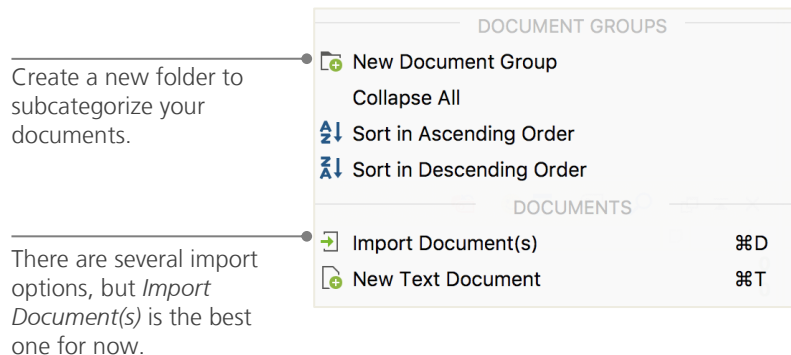 DOCUMENT GROUPS
Create a new folder to
subcategorize your
documents.
New Document Group
Collapse All
Sort in Ascending Order
Sort in Descending Order
DOCUMENTS
There are several import
options, but Import
Document(s) is the best
one for now.
Import Document(s) ⌘D
New Text Document ⌘T